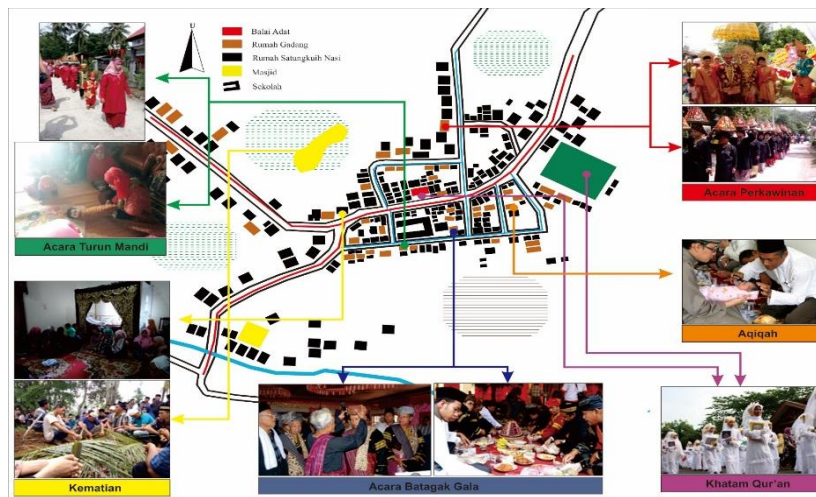 U
Balai Adat
Rumah Gadang
Rumah Satungkuih Nasi
Masjid
Sekolah
Acara Turun Mandi
Acara Perkawinan
Aqiqah
Kematian
Acara Batagak Gala
Khatam Qur'an